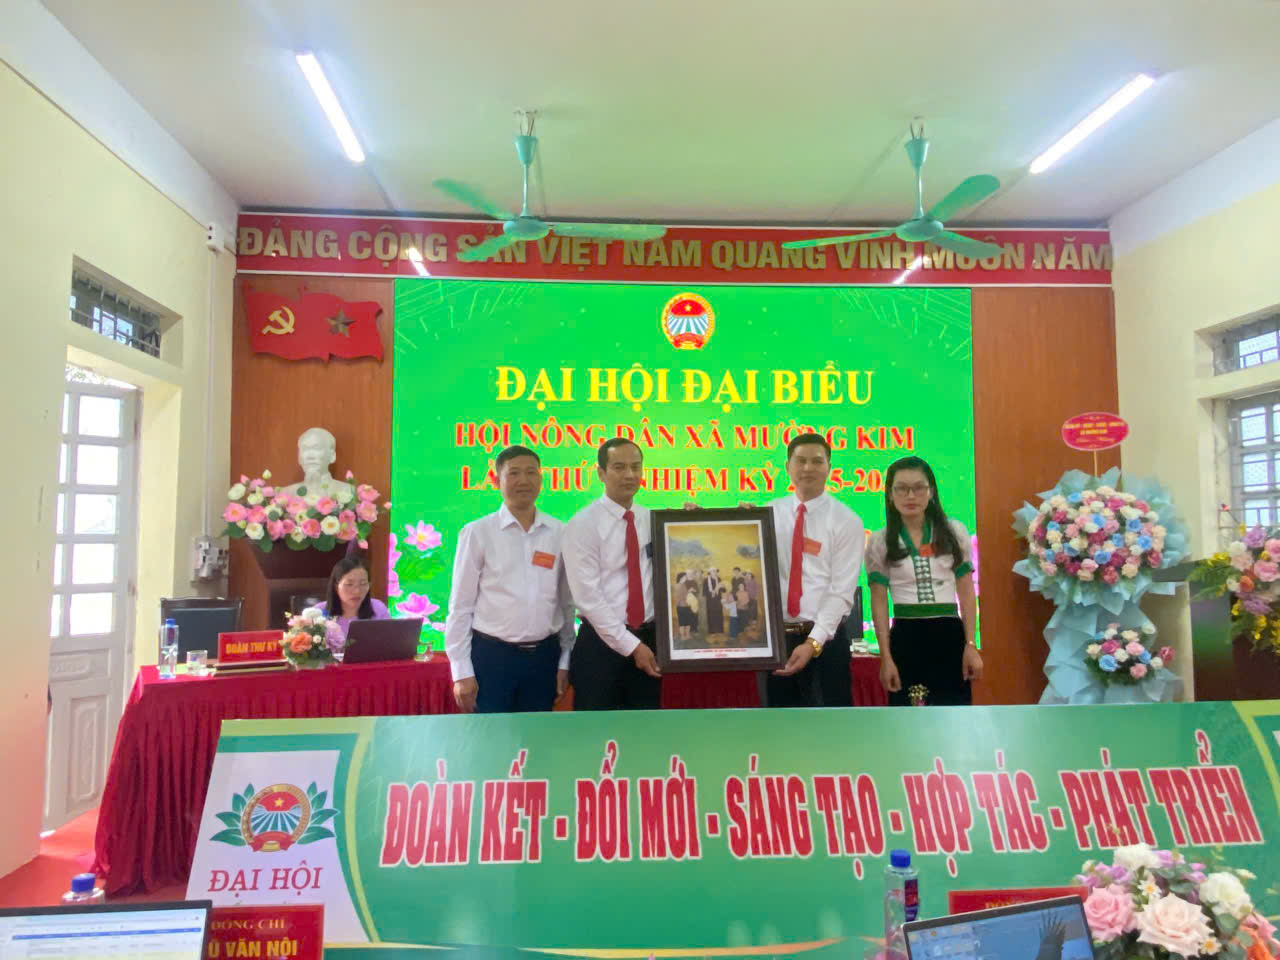 ĐẢNG CỘNG SẢN VIỆT NAM QUANG VINH MUÔN NĂM
ĐẠI HỘI ĐẠI BIỂU
HỘI NÔNG DÂN XÃ MƯỜNG KIM
NHIỆM KỲ
ĐOÀN THƯ KÝ
ĐOÀN KẾT - ĐỔI MỚI - SÁNG TẠO - HỢP TÁC - PHÁT TRIỂN
ĐẠI HỘI
ĐỒNG CHÍ
VĂN NỘI